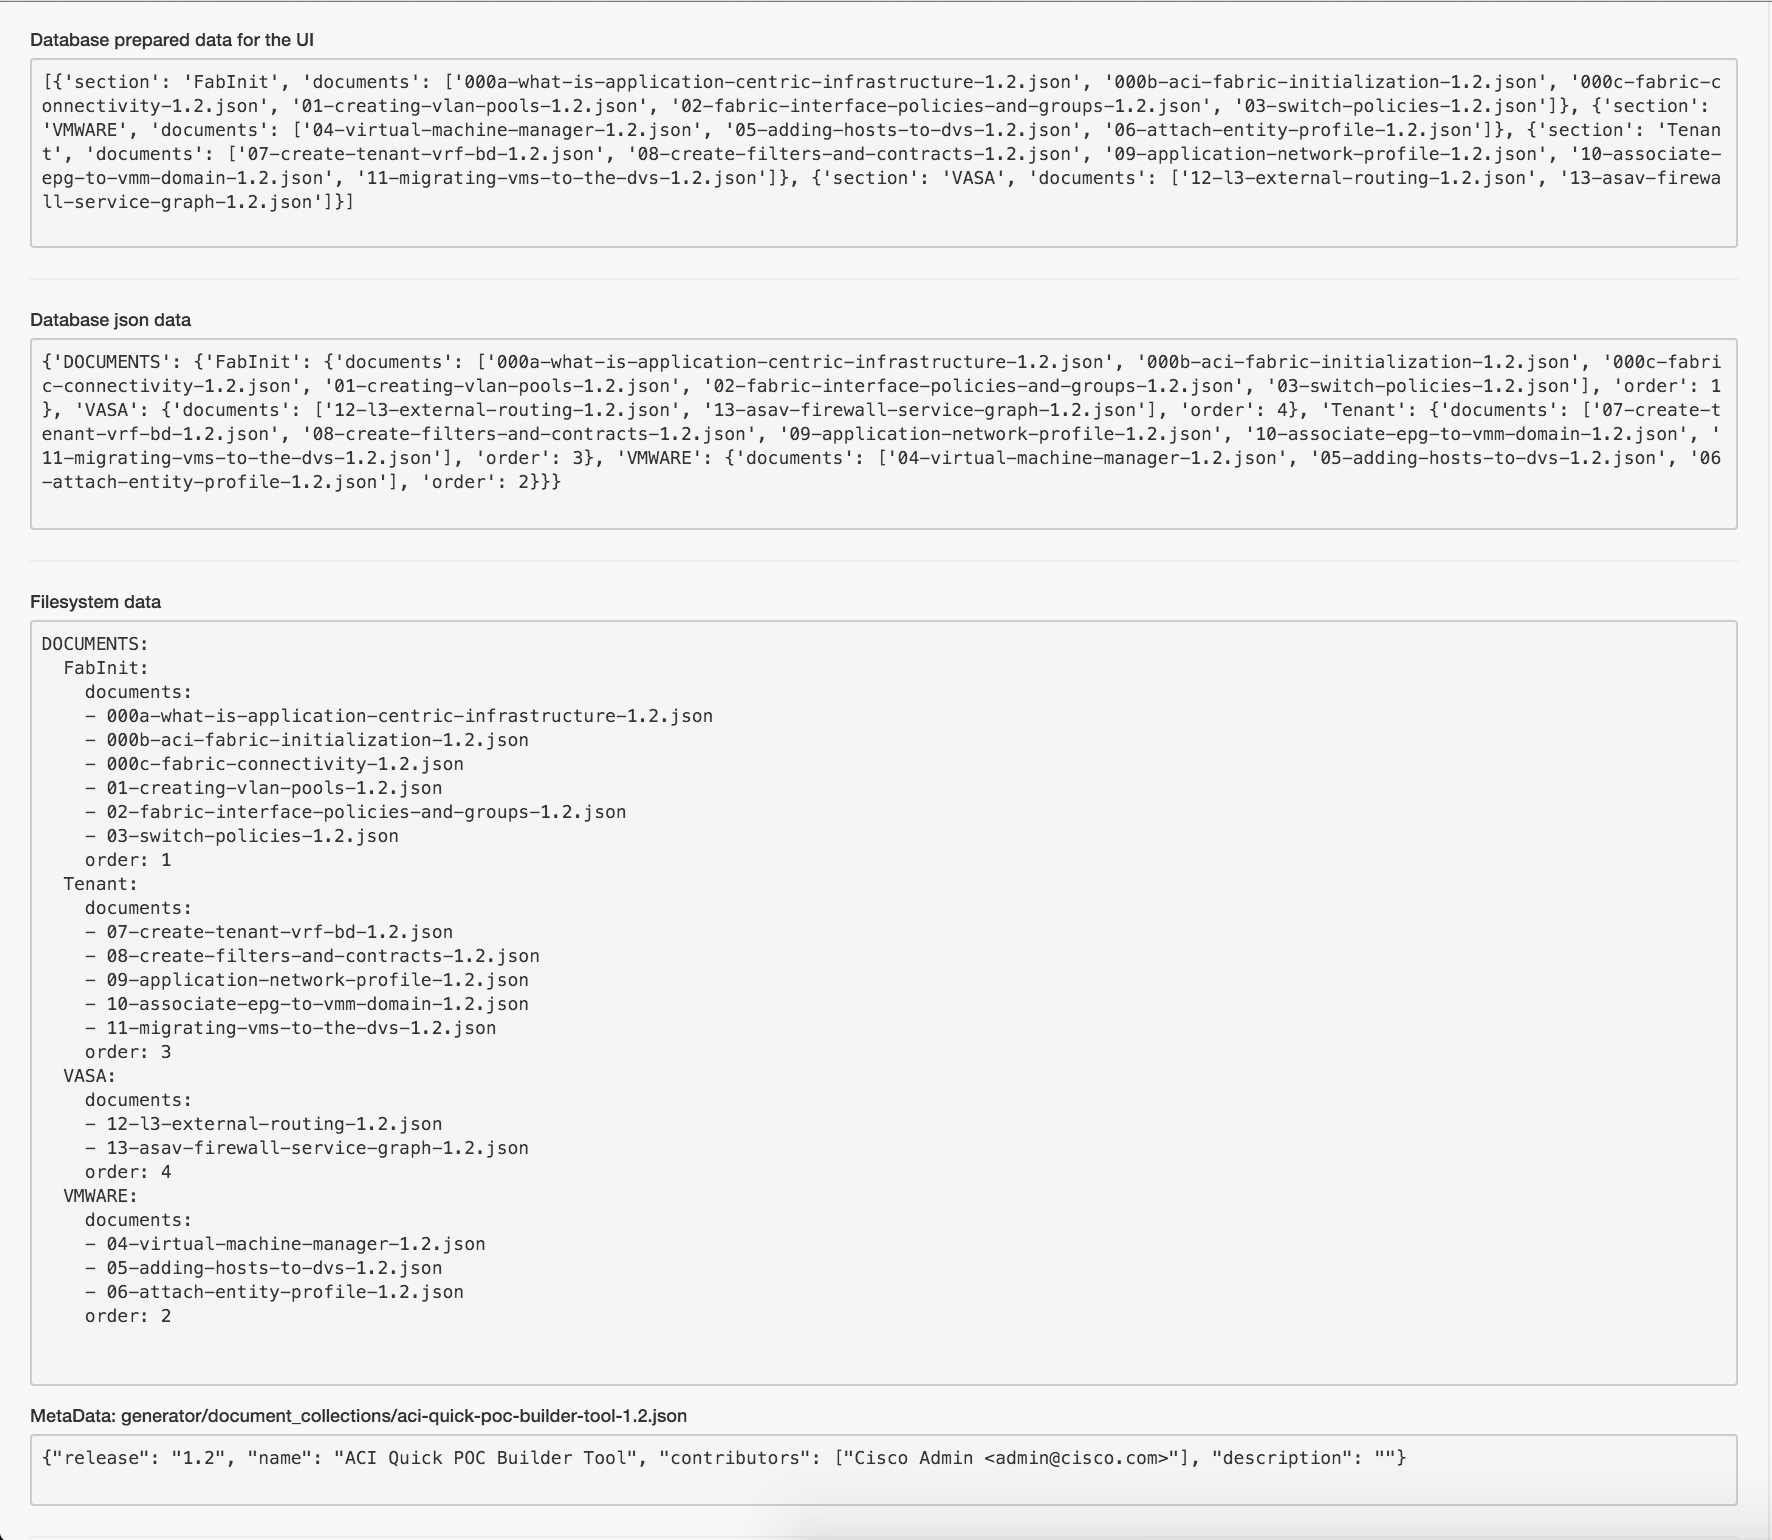 Database prepared data for the UI
[{'section': 'FabInit', 'documents': ['000a-what-is-application-centric-infrastructure-1.2.json', '000b-aci-fabric-initialization-1.2.json', '000c-fabric-c
onnectivity-1.2.json', '01-creating-vlan-pools-1.2.json', '02-fabric-interface-policies-and-groups-1.2.json', '03-switch-policies-1.2.json']}, {'section':
'VMWARE', 'documents': ['04-virtual-machine-manager-1.2.json', '05-adding-hosts-to-dvs-1.2.json', '06-attach-entity-profile-1.2.json']}, {'section': 'Tenan
t', 'documents': ['07-create-tenant-vrf-bd-1.2.json', '08-create-filters-and-contracts-1.2.json', '09-application-network-profile-1.2.json', '10-associate-
epg-to-vmm-domain-1.2.json', '11-migrating-vms-to-the-dvs-1.2.json']}, {'section': 'VASA', 'documents': ['12-l3-external-routing-1.2.json', '13-asav-firewa
ll-service-graph-1.2.json']}]
Database json data
{'DOCUMENTS': {'FabInit': {'documents': ['000a-what-is-application-centric-infrastructure-1.2.json', '000b-aci-fabric-initialization-1.2.json', '000c-fabri
c-connectivity-1.2.json', '01-creating-vlan-pools-1.2.json', '02-fabric-interface-policies-and-groups-1.2.json', '03-switch-policies-1.2.json'], 'order': 1
}, 'VASA': {'documents': ['12-l3-external-routing-1.2.json', '13-asav-firewall-service-graph-1.2.json'], 'order': 4}, 'Tenant': {'documents': ['07-create-t
enant-vrf-bd-1.2.json', '08-create-filters-and-contracts-1.2.json', '09-application-network-profile-1.2.json', '10-associate-epg-to-vmm-domain-1.2.json', '
11-migrating-vms-to-the-dvs-1.2.json'], 'order': 3}, 'VMWARE': {'documents': ['04-virtual-machine-manager-1.2.json', '05-adding-hosts-to-dvs-1.2.json', '06
-attach-entity-profile-1.2.json'], 'order': 2}}}
Filesystem data
DOCUMENTS:
  FabInit:
    documents:
    - 000a-what-is-application-centric-infrastructure-1.2.json
    - 000b-aci-fabric-initialization-1.2.json
    - 000c-fabric-connectivity-1.2.json
    - 01-creating-vlan-pools-1.2.json
    - 02-fabric-interface-policies-and-groups-1.2.json
    - 03-switch-policies-1.2.json
    order: 1
  Tenant:
    documents:
    - 07-create-tenant-vrf-bd-1.2.json
    - 08-create-filters-and-contracts-1.2.json
    - 09-application-network-profile-1.2.json
    - 10-associate-epg-to-vmm-domain-1.2.json
    - 11-migrating-vms-to-the-dvs-1.2.json
    order: 3
  VASA:
    documents:
    - 12-l3-external-routing-1.2.json
    - 13-asav-firewall-service-graph-1.2.json
    order: 4
  VMWARE:
    documents:
    - 04-virtual-machine-manager-1.2.json
    - 05-adding-hosts-to-dvs-1.2.json
    - 06-attach-entity-profile-1.2.json
    order: 2
MetaData: generator/document_collections/aci-quick-poc-builder-tool-1.2.json
{"release": "1.2", "name": "ACI Quick POC Builder Tool", "contributors": ["Cisco Admin <admin@cisco.com>"], "description": ""}